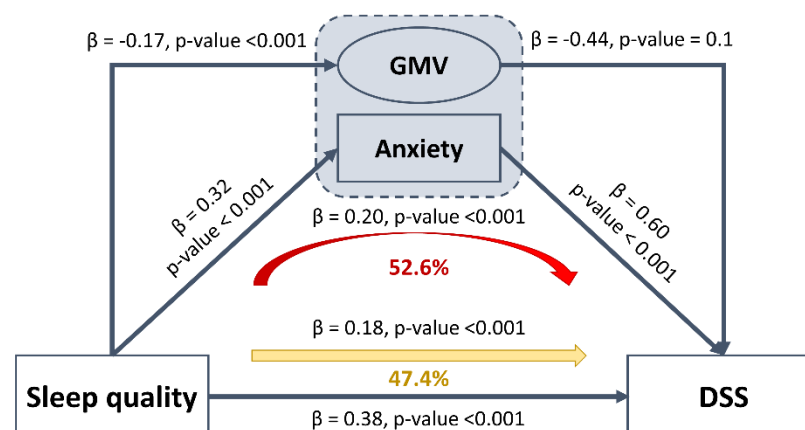 β = -0.17, p-value <0.001
GMV
β = -0.44, p-value = 0.1
Anxiety
β = 0.32
p-value < 0.001
β = 0.60
p-value < 0.001
β = 0.20, p-value <0.001
52.6%
β = 0.18, p-value <0.001
47.4%
Sleep quality
DSS
β = 0.38, p-value <0.001